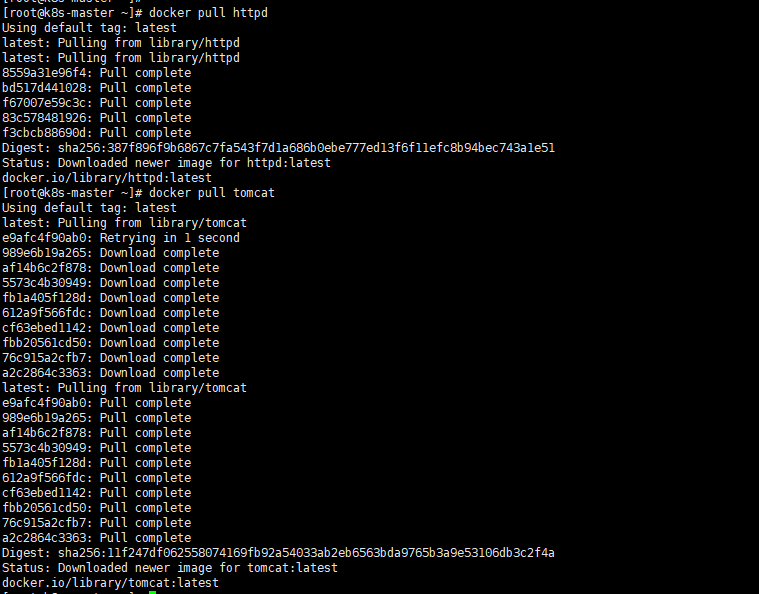 [root@k8s-master ~]# docker pull httpd
Using default tag: latest
latest: Pulling from library/httpd
latest: Pulling from library/httpd
8559a31e96f4: Pull complete
bd517d441028: Pull complete
f67007e59c3c: Pull complete
83c578481926: Pull complete
f3cbcb88690d: Pull complete
Digest: sha256:387f896f9b6867c7fa543f7d1a686b0ebe777ed13f6f11efc8b94bec743a1e51
Status: Downloaded newer image for httpd:latest
docker.io/library/httpd:latest
[root@k8s-master ~]# docker pull tomcat
Using default tag: latest
latest: Pulling from library/tomcat
e9afc4f90ab0: Retrying in 1 second
989e6b19a265: Download complete
af14b6c2f878: Download complete
5573c4b30949: Download complete
fb1a405f128d: Download complete
612a9f566fdc: Download complete
cf63ebed1142: Download complete
fbb20561cd50: Download complete
76c915a2cfb7: Download complete
a2c2864c3363: Download complete
latest: Pulling from library/tomcat
e9afc4f90ab0: Pull complete
989e6b19a265: Pull complete
af14b6c2f878: Pull complete
5573c4b30949: Pull complete
fb1a405f128d: Pull complete
612a9f566fdc: Pull complete
cf63ebed1142: Pull complete
fbb20561cd50: Pull complete
76c915a2cfb7: Pull complete
a2c2864c3363: Pull complete
Digest: sha256:11f247df062558074169fb92a54033ab2eb6563bda9765b3a9e53106db3c2f4a
Status: Downloaded newer image for tomcat:latest
docker.io/library/tomcat:latest